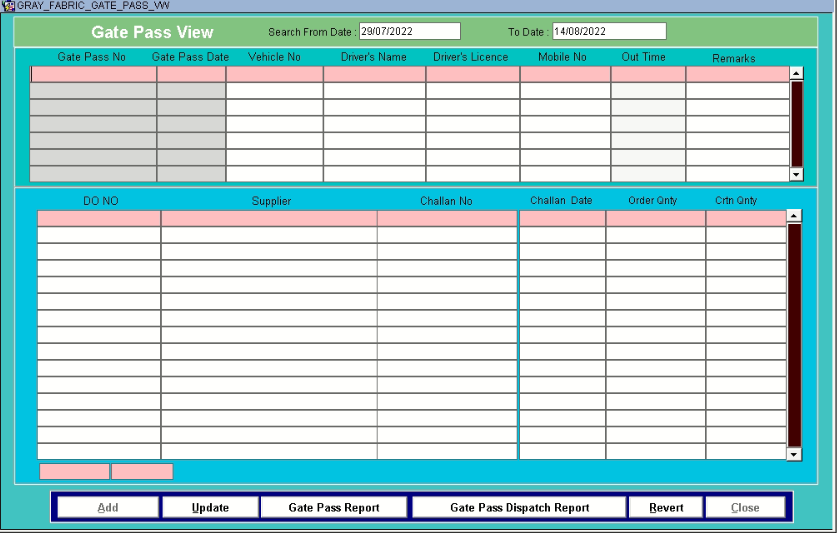 GRAY_FABRIC_GATE_PASS_VW
Gate Pass View Search From Date : 29/07/2022 To Date : 14/08/2022
Gate Pass No Gate Pass Date Vehicle No Driver's Name Driver's Licence Mobile No Out Time Remarks
DO NO Supplier Challan No Challan Date Order Qnty Crtn Qnty
Add Update Gate Pass Report Gate Pass Dispatch Report Revert Close